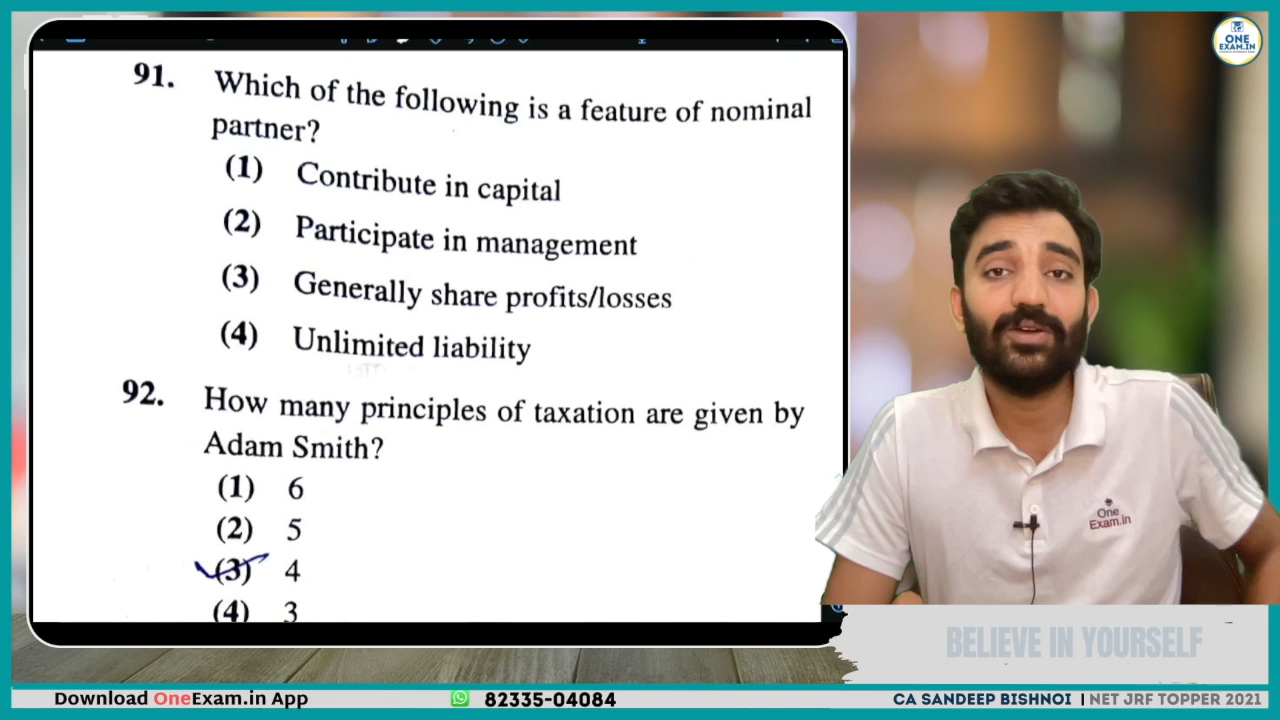 91. Which of the following is a feature of nominal
partner?
(1) Contribute in capital
(2) Participate in management
(3) Generally share profits/losses
(4) Unlimited liability
92. How many principles of taxation are given by
Adam Smith?
(1) 6
(2) 5
(3) 4
(4) 3
ONE
EXAM.IN
One
Exam.in
BELIEVE IN YOURSELF
Download OneExam.in App
82335-04084
CA SANDEEP BISHNOI | NET JRF TOPPER 2021